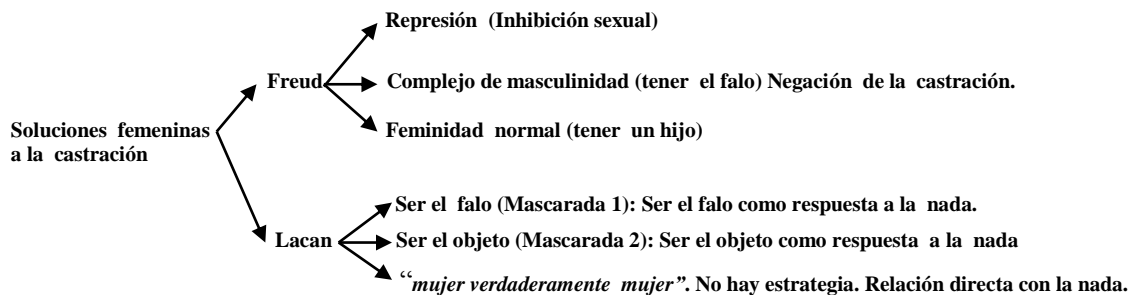 Represión (Inhibición sexual)
Freud
Complejo de masculinidad (tener el falo) Negación de la castración.
Feminidad normal (tener un hijo)
Soluciones femeninas
a la castración
Ser el falo (Mascarada 1): Ser el falo como respuesta a la nada.
Lacan
Ser el objeto (Mascarada 2): Ser el objeto como respuesta a la nada
“mujer verdaderamente mujer”. No hay estrategia. Relación directa con la nada.